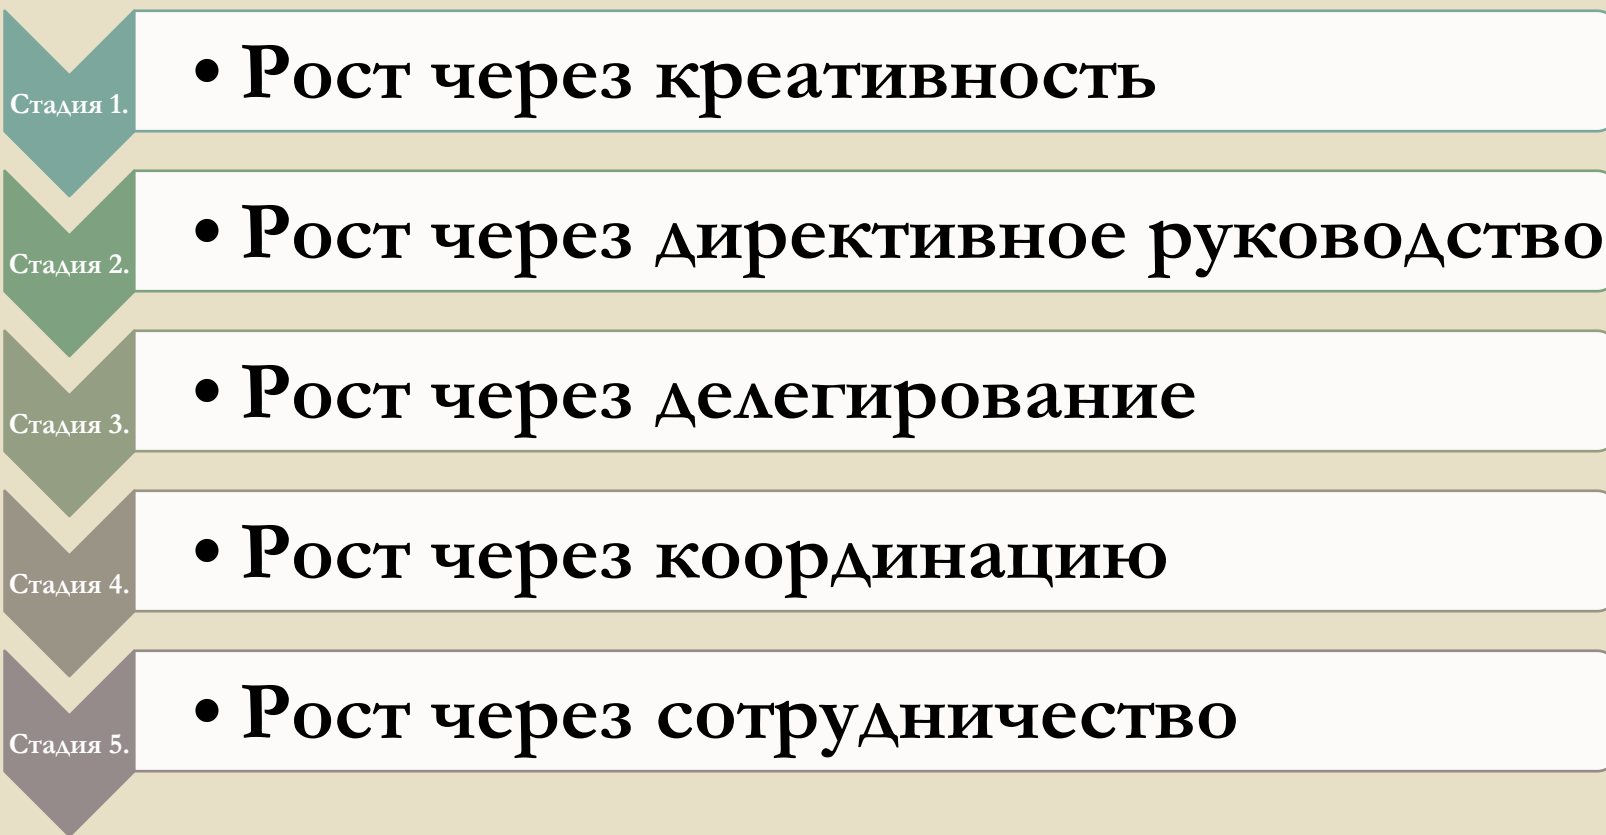 Стадия 1.
• Рост через креативность
Стадия 2.
• Рост через директивное руководство
Стадия 3.
• Рост через делегирование
Стадия 4.
• Рост через координацию
Стадия 5.
• Рост через сотрудничество